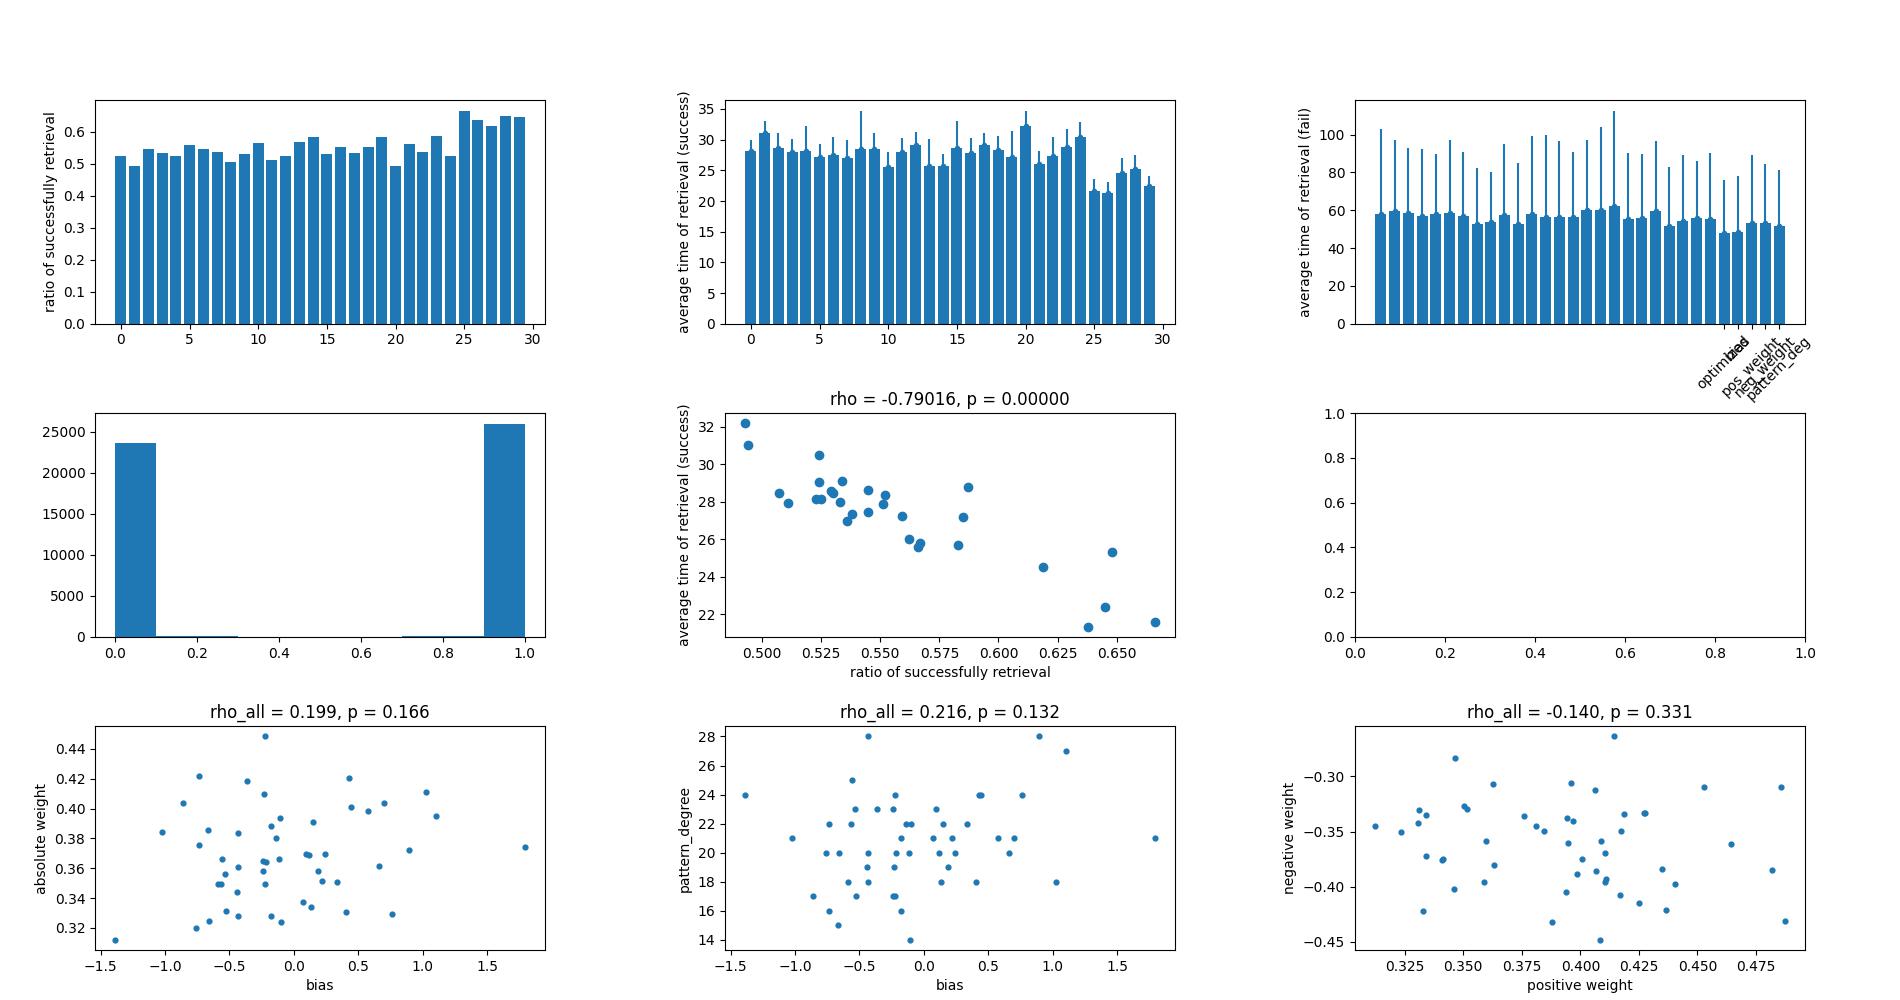 ratio of successfully retrieval
0.6
0.5
0.4
0.3
0.2
0.1
0.0
0 5 10 15 20 25 30
average time of retrieval (success)
35
30
25
20
15
10
5
0
0 5 10 15 20 25 30
average time of retrieval (fail)
100
80
60
40
20
0
optimized
bias
pos_weight
neg_weight
pattern_deg
25000
20000
15000
10000
5000
0
0.0 0.2 0.4 0.6 0.8 1.0
rho = -0.79016, p = 0.00000
average time of retrieval (success)
32
30
28
26
24
22
0.500 0.525 0.550 0.575 0.600 0.625 0.650
ratio of successfully retrieval
1.0
0.8
0.6
0.4
0.2
0.0
0.0 0.2 0.4 0.6 0.8 1.0
rho_all = 0.199, p = 0.166
absolute weight
0.44
0.42
0.40
0.38
0.36
0.34
0.32
−1.5 −1.0 −0.5 0.0 0.5 1.0 1.5
bias
rho_all = 0.216, p = 0.132
pattern_degree
28
26
24
22
20
18
16
14
−1.5 −1.0 −0.5 0.0 0.5 1.0 1.5
bias
rho_all = -0.140, p = 0.331
negative weight
−0.30
−0.35
−0.40
−0.45
0.325 0.350 0.375 0.400 0.425 0.450 0.475
positive weight